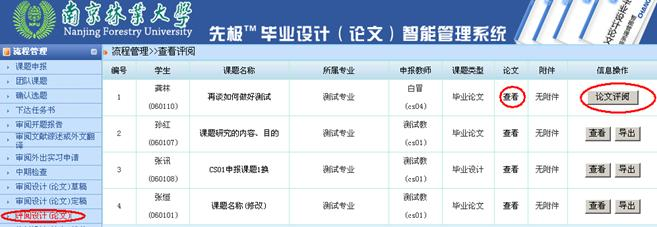 南京林业大学
Nanjing Forestry University
先极™ 毕业设计(论文)智能管理系统
流程管理
课题申报
团队课题
确认选题
下达任务书
审阅开题报告
审阅文献综述或外文翻译
审阅外出实习申请
中期检查
审阅设计(论文)草稿
审阅设计(论文)定稿
评阅设计(论文)
流程管理>>查看评阅
编号 学生 课题名称 所属专业 申报教师 课题类型 论文 附件 信息操作
1 龚林 (060110) 再谈如何做好测试 测试专业 白冒 (cs04) 毕业论文 查看 无附件 论文评阅
2 孙红 (060107) 课题研究的内容、目的 测试专业 测试教 (cs01) 毕业论文 查看 无附件 查看 导出
3 张讯 (060108) CS01申报课题1换 测试专业 测试教 (cs01) 毕业设计 查看 无附件 查看 导出
4 张恒 (060101) 课题名称(修改) 测试专业 测试教 (cs01) 毕业论文 查看 无附件 查看 导出